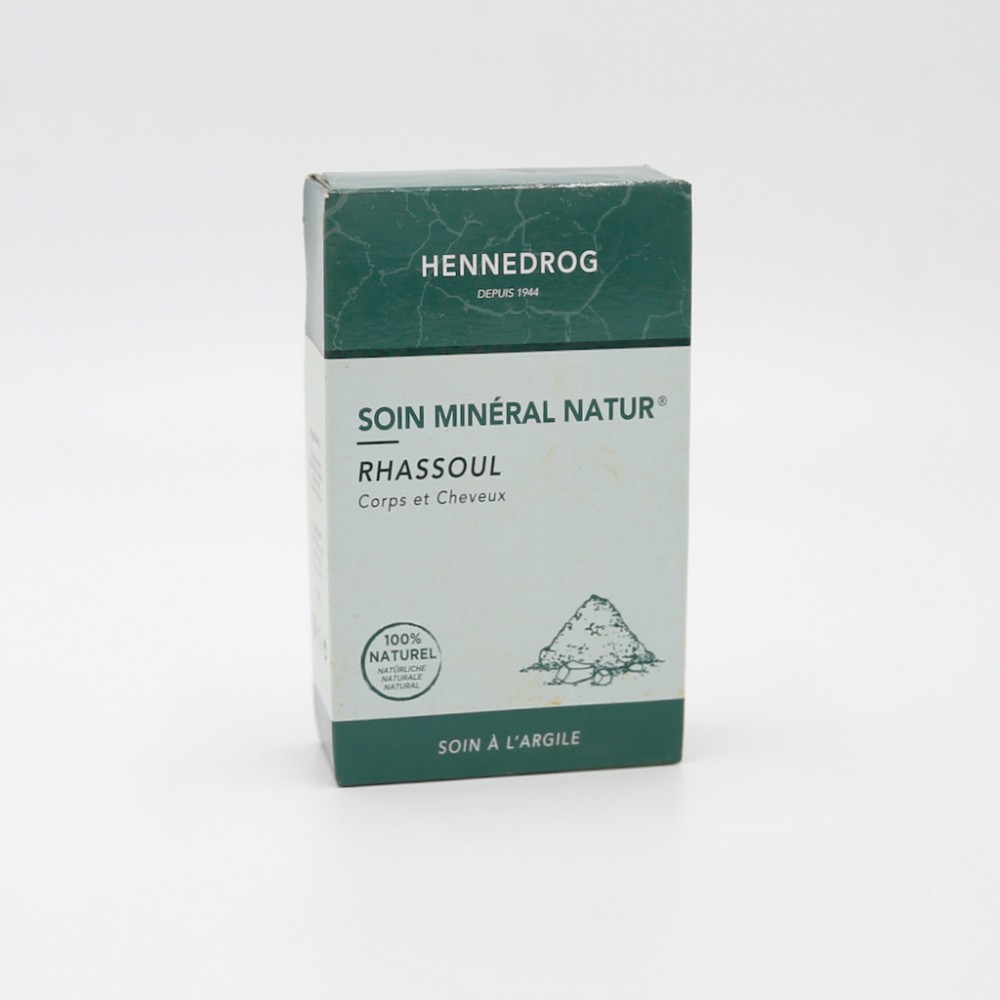 HENNEDROG
DEPUIS 1944
SOIN MINÉRAL NATUR®
RHASSOUL
Corps et Cheveux
100%
NATUREL
NATÜRLICHE
NATURALE
NATURAL
SOIN À L'ARGILE